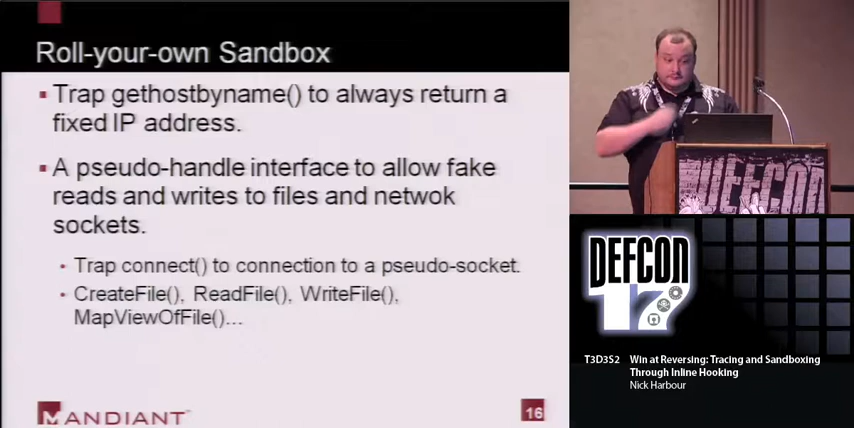 Roll-your-own Sandbox
Trap gethostbyname() to always return a
fixed IP address.
A pseudo-handle interface to allow fake
reads and writes to files and netwok
sockets.
Trap connect() to connection to a pseudo-socket.
CreateFile(), ReadFile(), WriteFile(),
MapViewOfFile()...
MANDIANT
16
DEFCON
DEFCON
17
T3D3S2 Win at Reversing: Tracing and Sandboxing
Through Inline Hooking
Nick Harbour